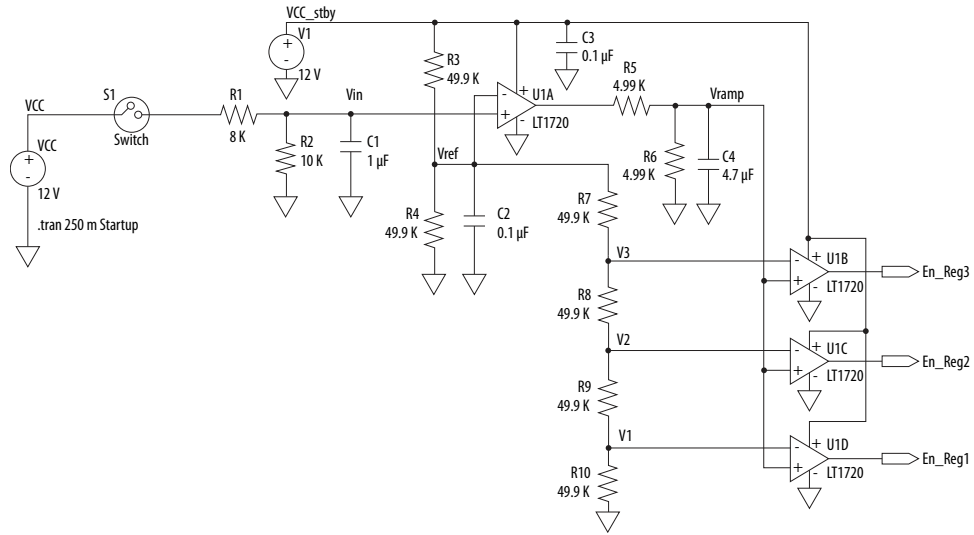 VCC_stby
V1
12 V
C3
0.1 µF
R3
49.9 K
R5
4.99 K
VCC
S1
Switch
R1
8 K
Vin
-
+
+
-
U1A
LT1720
Vramp
VCC
+
-
12 V
R2
10 K
C1
1 µF
Vref
R6
4.99 K
C4
4.7 µF
.tran 250 m Startup
R4
49.9 K
C2
0.1 µF
R7
49.9 K
V3
-
+
+
-
U1B
LT1720
En_Reg3
R8
49.9 K
V2
-
+
+
-
U1C
LT1720
En_Reg2
R9
49.9 K
V1
-
+
+
-
U1D
LT1720
En_Reg1
R10
49.9 K